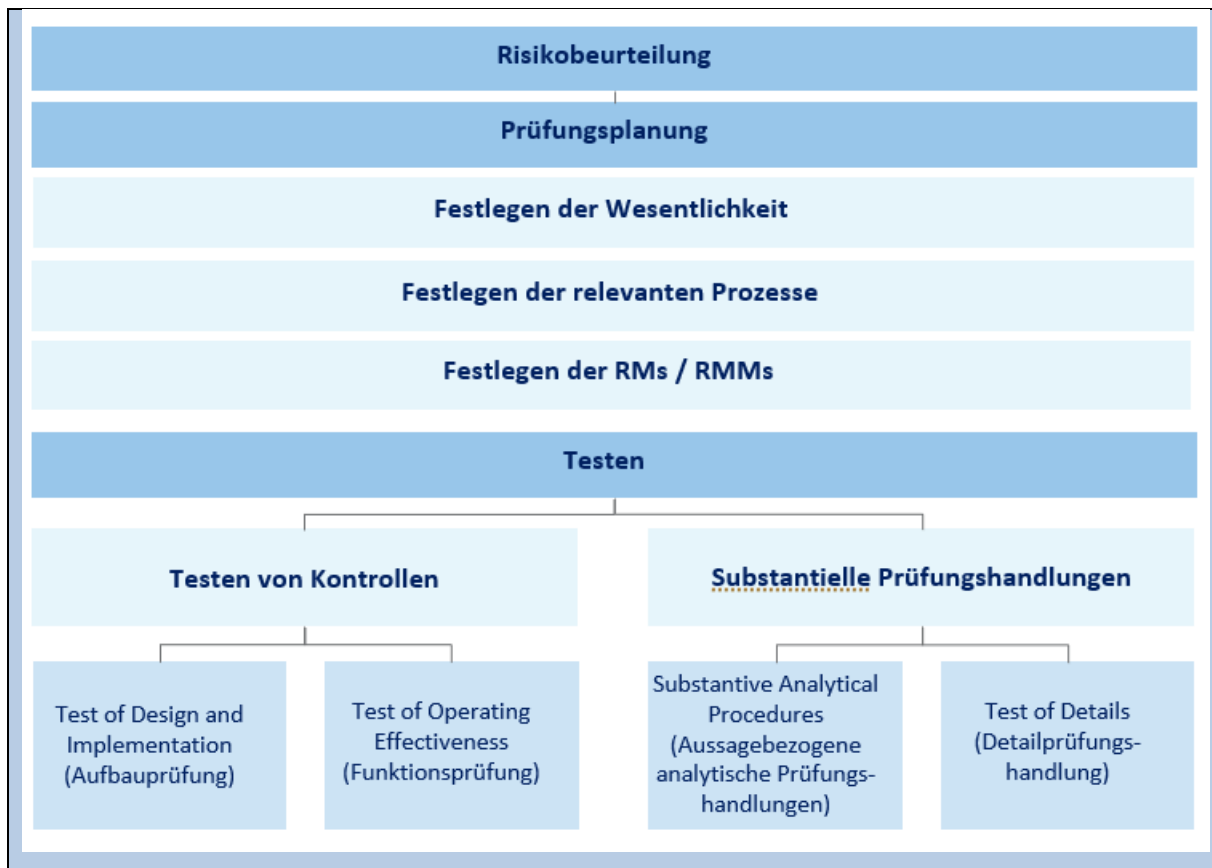 Risikobeurteilung
Prüfungsplanung
Festlegen der Wesentlichkeit
Festlegen der relevanten Prozesse
Festlegen der RMs / RMMs
Testen
Testen von Kontrollen
Substantielle Prüfungshandlungen
Test of Design and
Implementation
(Aufbauprüfung)
Test of Operating
Effectiveness
(Funktionsprüfung)
Substantive Analytical
Procedures
(Aussagebezogene
analytische Prüfungs-
handlungen)
Test of Details
(Detailprüfungs-
handlung)